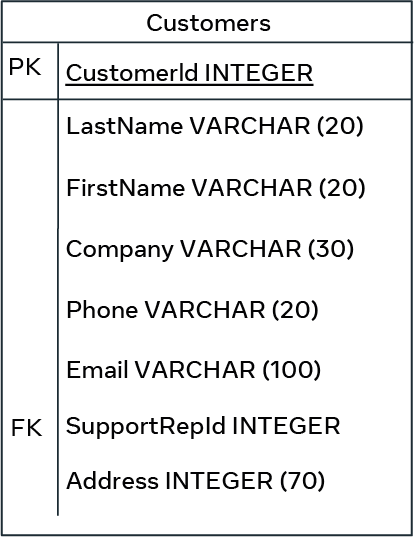 Customers
PK CustomerId INTEGER
LastName VARCHAR (20)
FirstName VARCHAR (20)
Company VARCHAR (30)
Phone VARCHAR (20)
Email VARCHAR (100)
FK SupportRepId INTEGER
Address INTEGER (70)